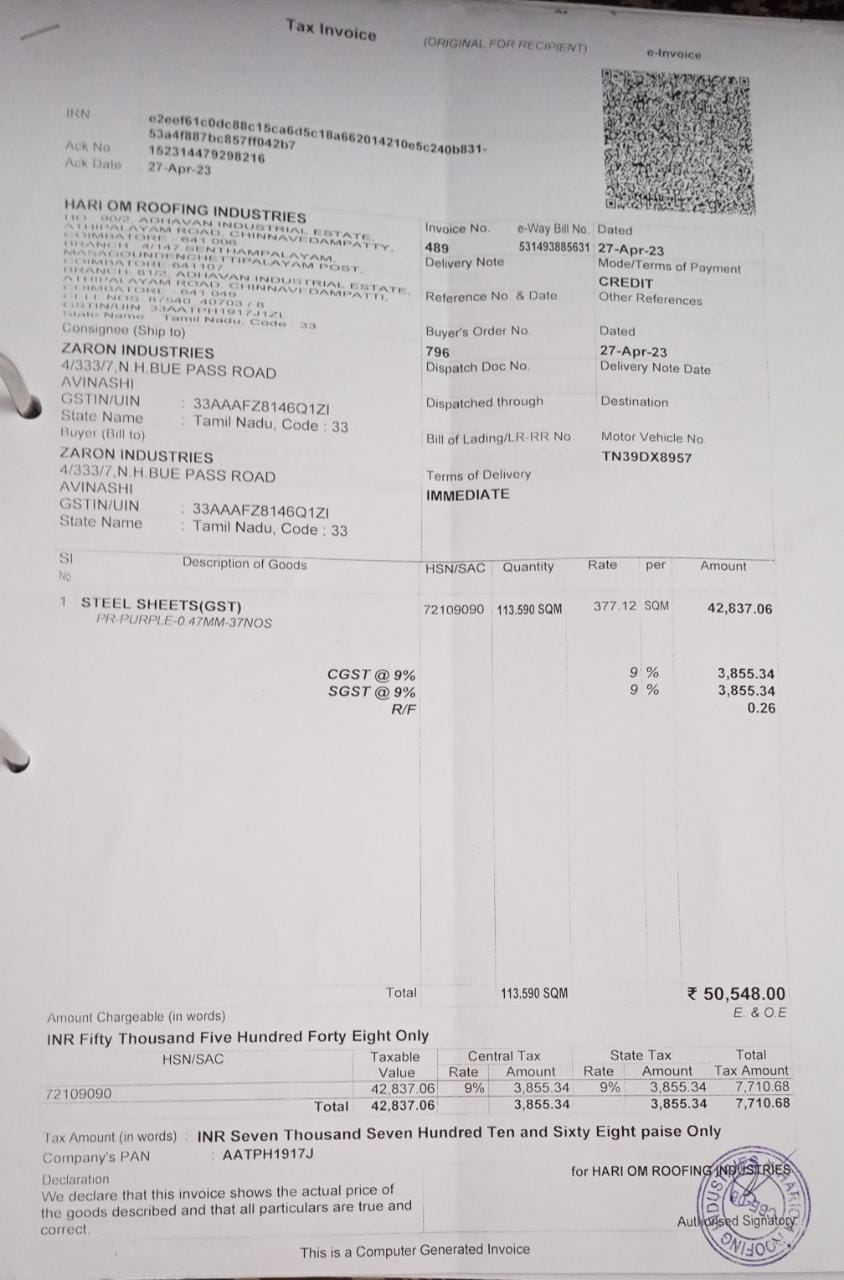 Tax Invoice
(ORIGINAL FOR RECIPIENT)
e-Invoice
IRN e2eef61c0dc88c15ca6d5c18a662014210e5c240b831-
53a4f887bc857ff042b7
Ack No 152314479298216
Ack Date 27-Apr-23
HARI OM ROOFING INDUSTRIES
HO 90/2, ADHAVAN INDUSTRIAL ESTATE,
ATHIPALAYAM ROAD, CHINNAVEDAMPATTY,
COIMBATORE - 641 006
BRANCH 4/147 SENTHAMPALAYAM,
MASAGOUNDENCHETTIPALAYAM POST,
COIMBATORE 641107
BRANCH 81/2, ADHAVAN INDUSTRIAL ESTATE,
ATHIPALAYAM ROAD, CHINNAVEDAMPATTI,
COIMBATORE - 641 049
CELL NOS 87540 40703 / 8
GSTIN/UIN 33AATPH1917J1ZL
State Name Tamil Nadu, Code : 33
Invoice No. e-Way Bill No. Dated
489 531493885631 27-Apr-23
Delivery Note Mode/Terms of Payment
CREDIT
Reference No. & Date. Other References
Buyer's Order No. Dated
796 27-Apr-23
Dispatch Doc No. Delivery Note Date
Dispatched through Destination
Bill of Lading/LR-RR No. Motor Vehicle No.
TN39DX8957
Terms of Delivery
IMMEDIATE
Consignee (Ship to)
ZARON INDUSTRIES
4/333/7,N.H.BUE PASS ROAD
AVINASHI
GSTIN/UIN : 33AAAFZ8146Q1ZI
State Name : Tamil Nadu, Code : 33
Buyer (Bill to)
ZARON INDUSTRIES
4/333/7,N.H.BUE PASS ROAD
AVINASHI
GSTIN/UIN : 33AAAFZ8146Q1ZI
State Name : Tamil Nadu, Code : 33
Sl No Description of Goods HSN/SAC Quantity Rate per Amount
1 STEEL SHEETS(GST) 72109090 113.590 SQM 377.12 SQM 42,837.06
PR-PURPLE-0.47MM-37NOS
CGST @ 9% 9 % 3,855.34
SGST @ 9% 9 % 3,855.34
R/F 0.26
Total 113.590 SQM ₹ 50,548.00
Amount Chargeable (in words) E. & O.E
INR Fifty Thousand Five Hundred Forty Eight Only
HSN/SAC Taxable Value Central Tax State Tax Total Tax Amount
Rate Amount Rate Amount
72109090 42,837.06 9% 3,855.34 9% 3,855.34 7,710.68
Total 42,837.06 3,855.34 3,855.34 7,710.68
Tax Amount (in words) : INR Seven Thousand Seven Hundred Ten and Sixty Eight paise Only
Company's PAN : AATPH1917J
Declaration
We declare that this invoice shows the actual price of
the goods described and that all particulars are true and
correct.
for HARI OM ROOFING INDUSTRIES
Authorised Signatory
This is a Computer Generated Invoice